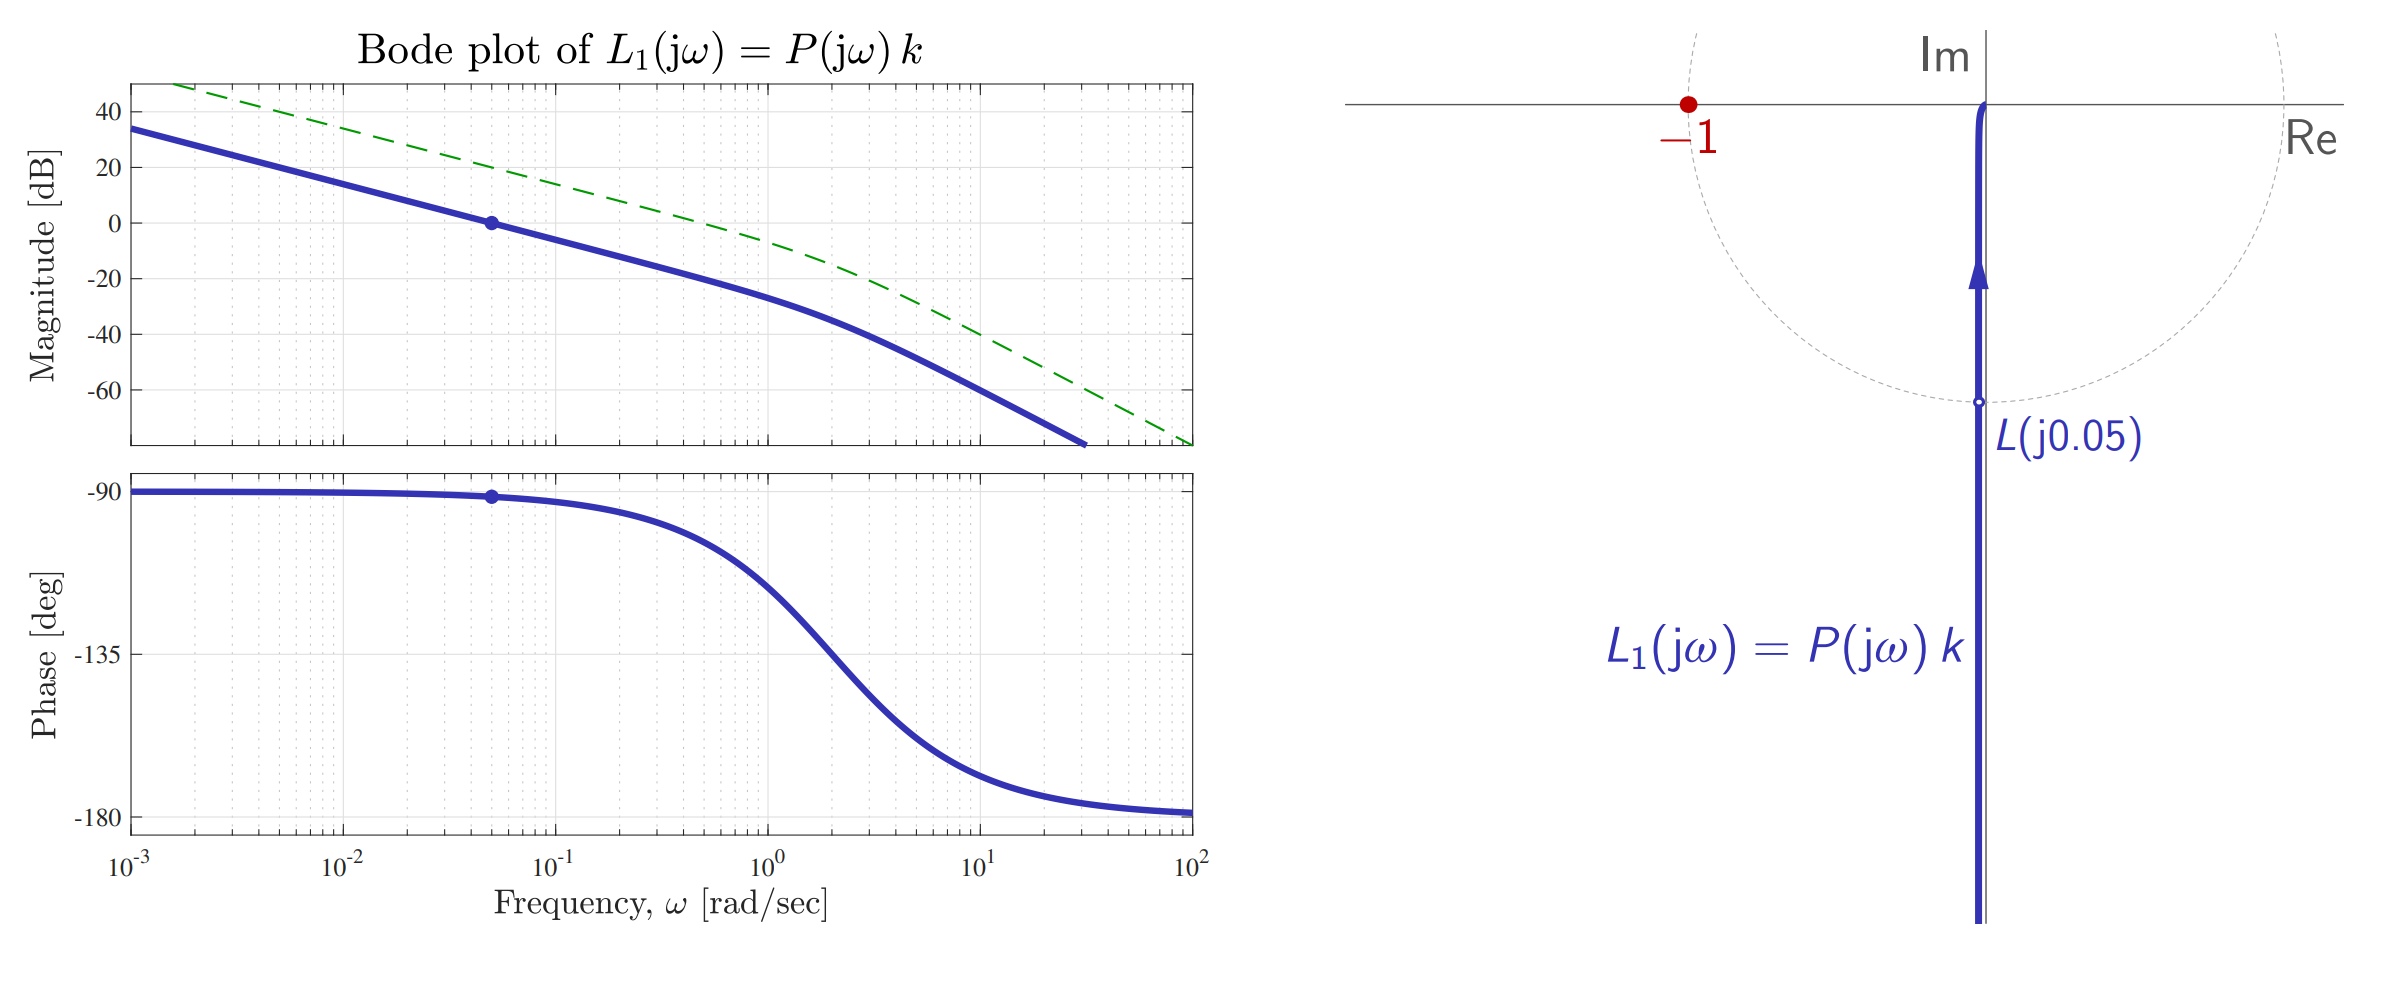 Bode plot of L₁(jω) = P(jω) k
Magnitude [dB]
40
20
0
-20
-40
-60
Phase [deg]
-90
-135
-180
10⁻³ 10⁻² 10⁻¹ 10⁰ 10¹ 10²
Frequency, ω [rad/sec]
Im
Re
−1
L(j0.05)
L₁(jω) = P(jω) k